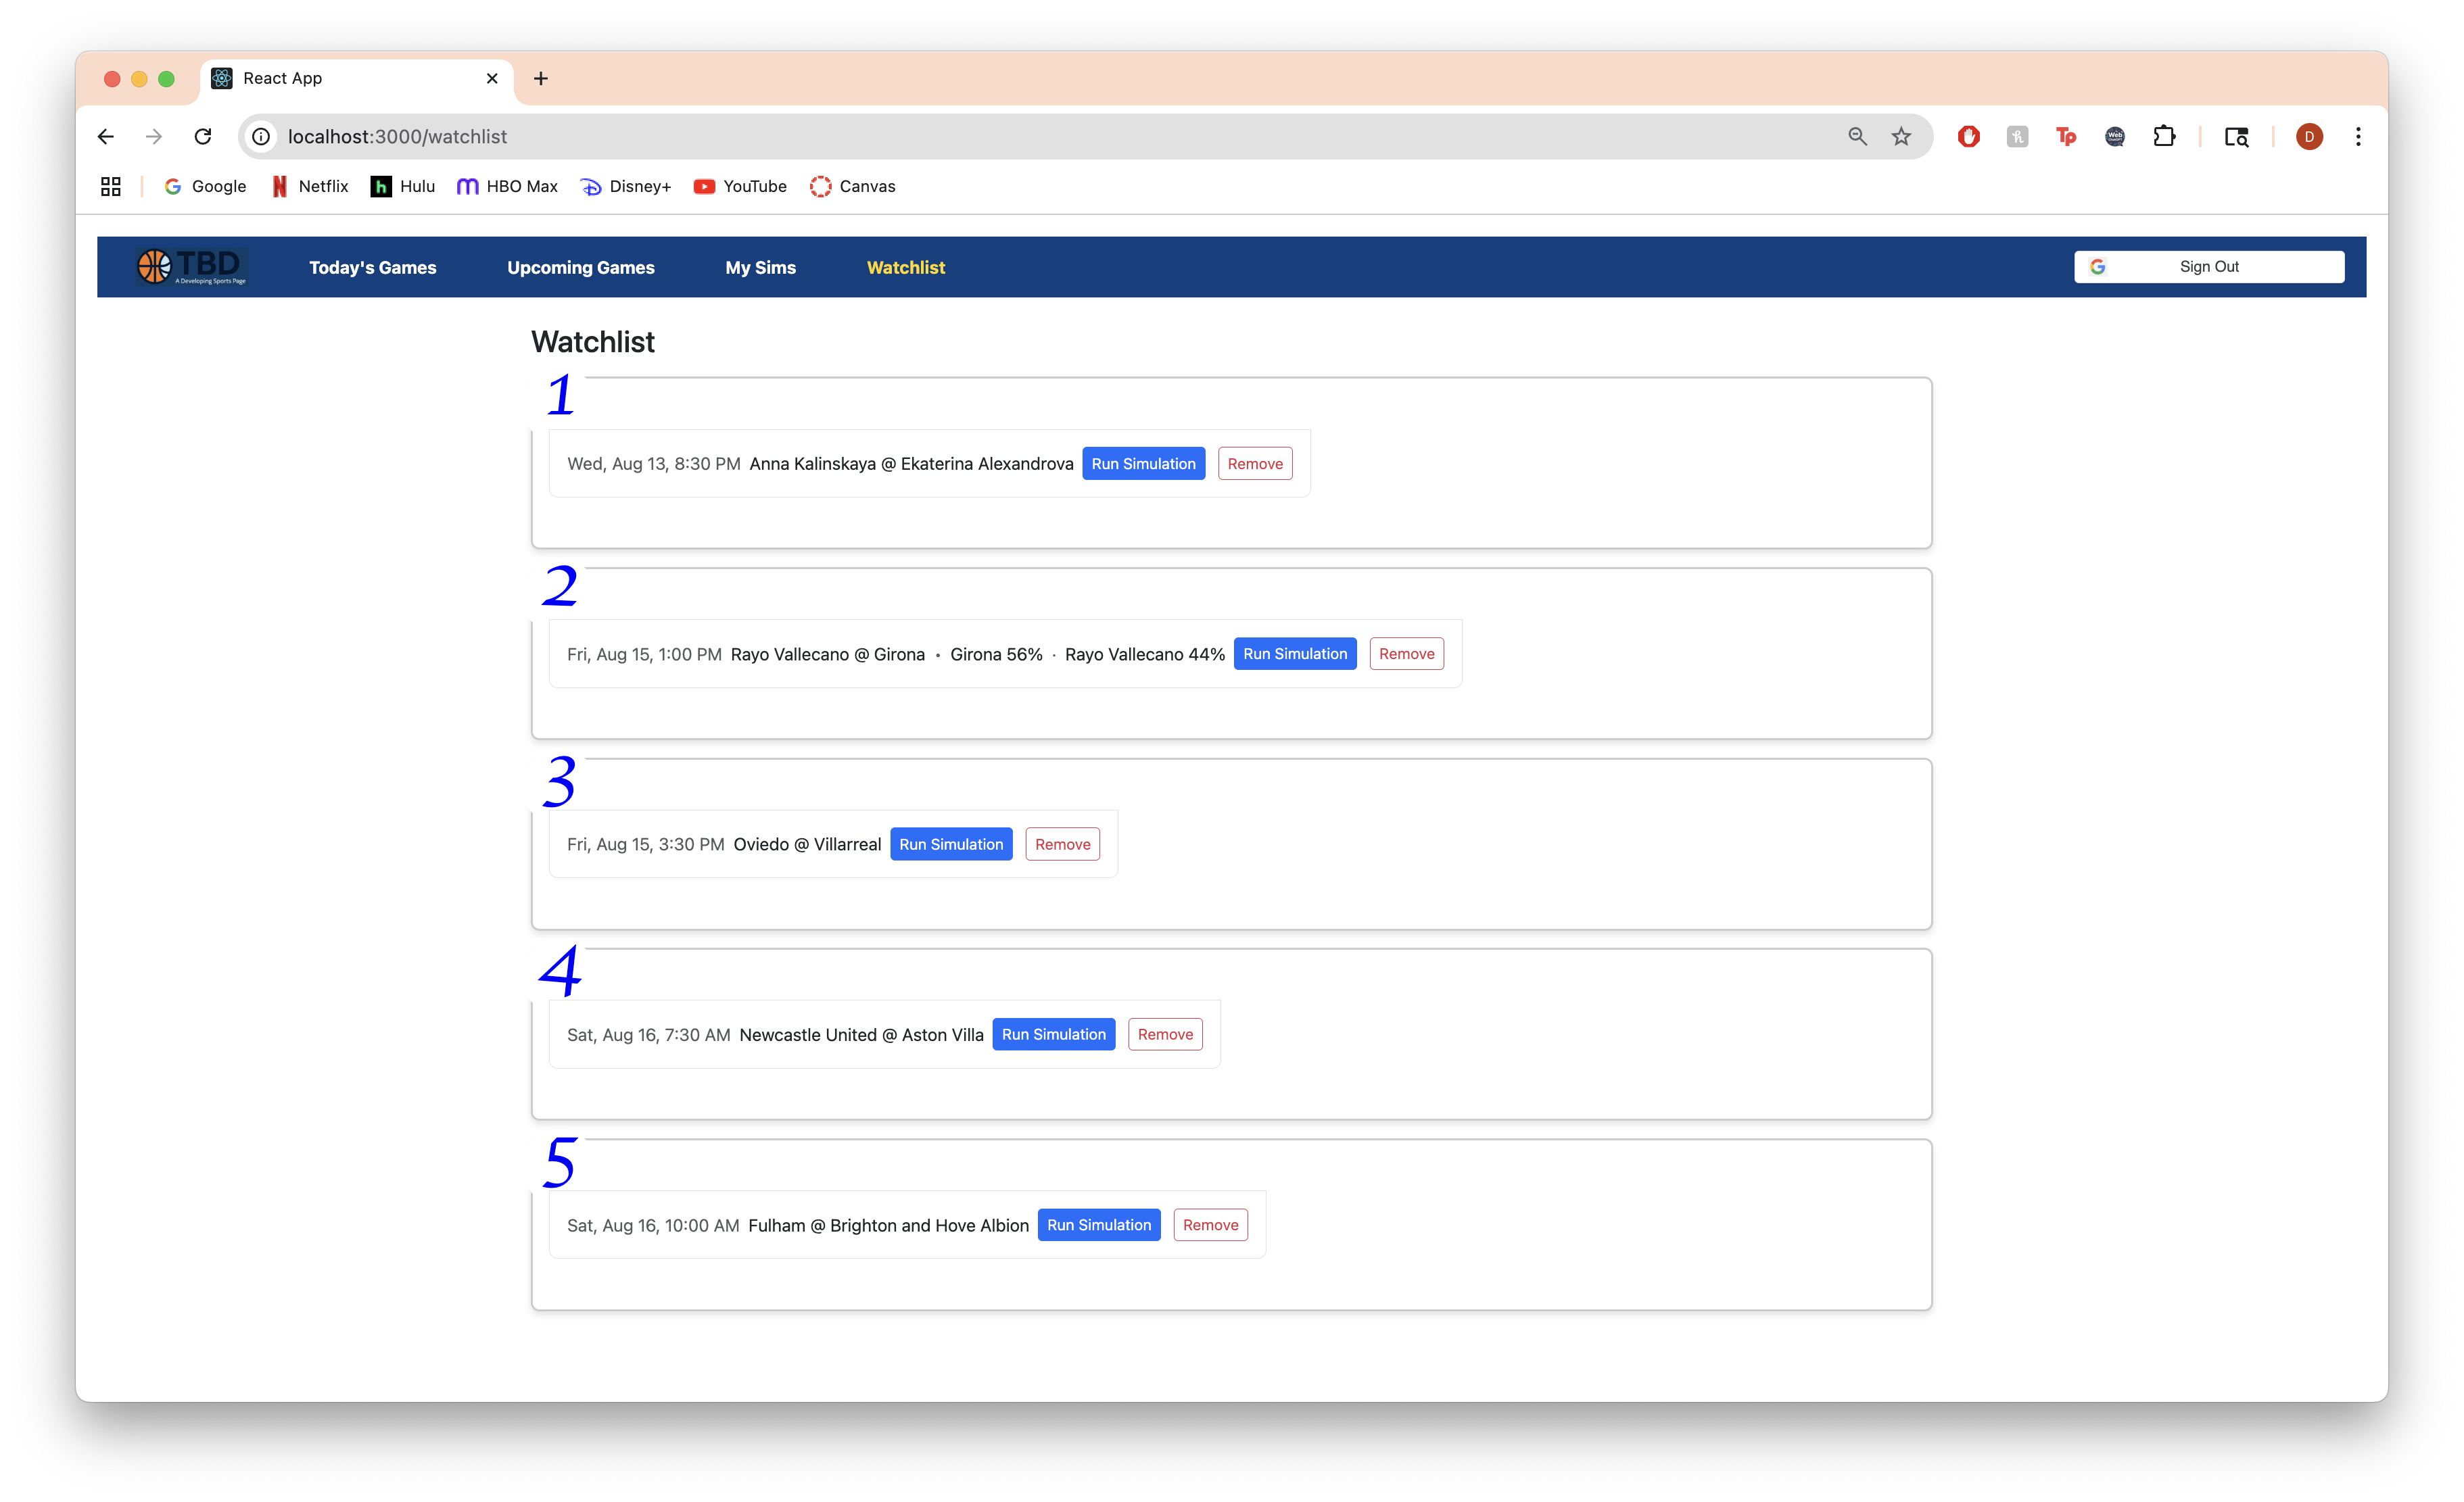 React App
localhost:3000/watchlist
Google Netflix Hulu HBO Max Disney+ YouTube Canvas
TBD
A Developing Sports Page
Today's Games Upcoming Games My Sims Watchlist Sign Out
Watchlist
1
Wed, Aug 13, 8:30 PM Anna Kalinskaya @ Ekaterina Alexandrova Run Simulation Remove
2
Fri, Aug 15, 1:00 PM Rayo Vallecano @ Girona • Girona 56% · Rayo Vallecano 44% Run Simulation Remove
3
Fri, Aug 15, 3:30 PM Oviedo @ Villarreal Run Simulation Remove
4
Sat, Aug 16, 7:30 AM Newcastle United @ Aston Villa Run Simulation Remove
5
Sat, Aug 16, 10:00 AM Fulham @ Brighton and Hove Albion Run Simulation Remove